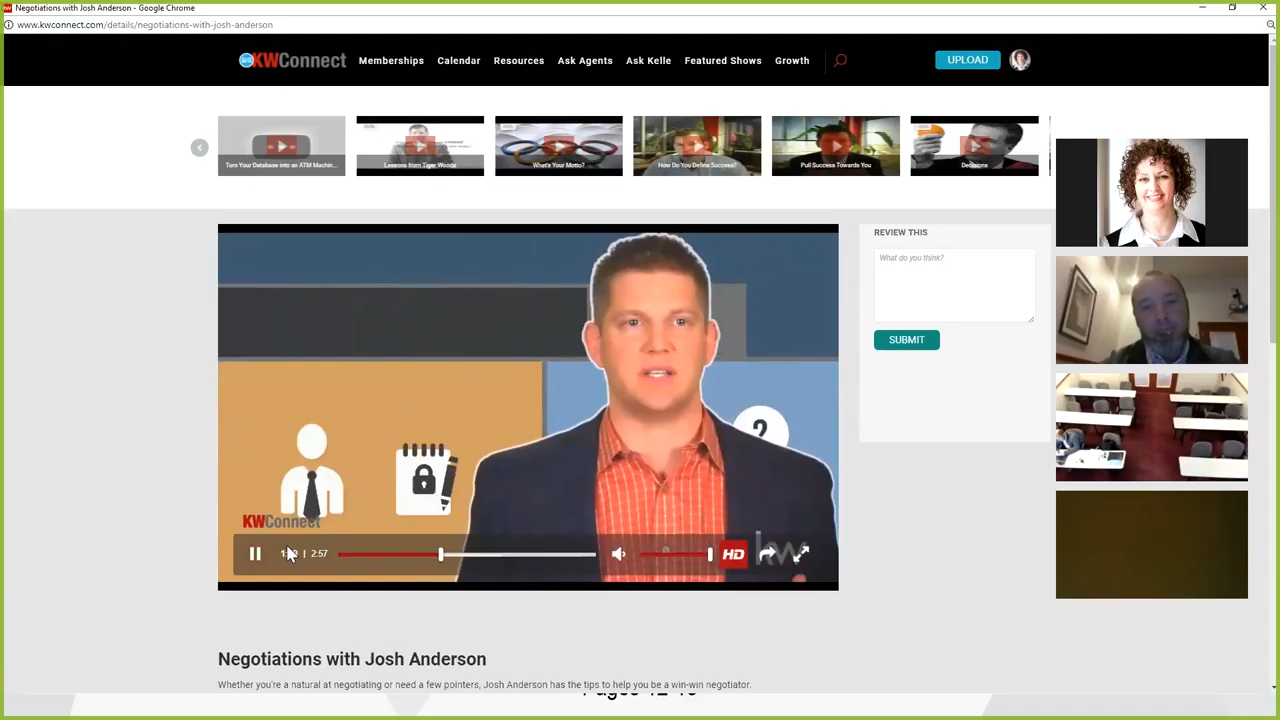 Negotiations with Josh Anderson - Google Chrome
www.kwconnect.com/details/negotiations-with-josh-anderson
KWConnect Memberships Calendar Resources Ask Agents Ask Kelle Featured Shows Growth UPLOAD
Turn Your Database into an ATM Machin... Lessons from Tiger Woods What's Your Motto? How Do You Define Success? Pull Success Towards You Decisions
REVIEW THIS
What do you think?
SUBMIT
?
KWConnect
| 2:57 HD kw
Negotiations with Josh Anderson
Whether you're a natural at negotiating or need a few pointers, Josh Anderson has the tips to help you be a win-win negotiator.